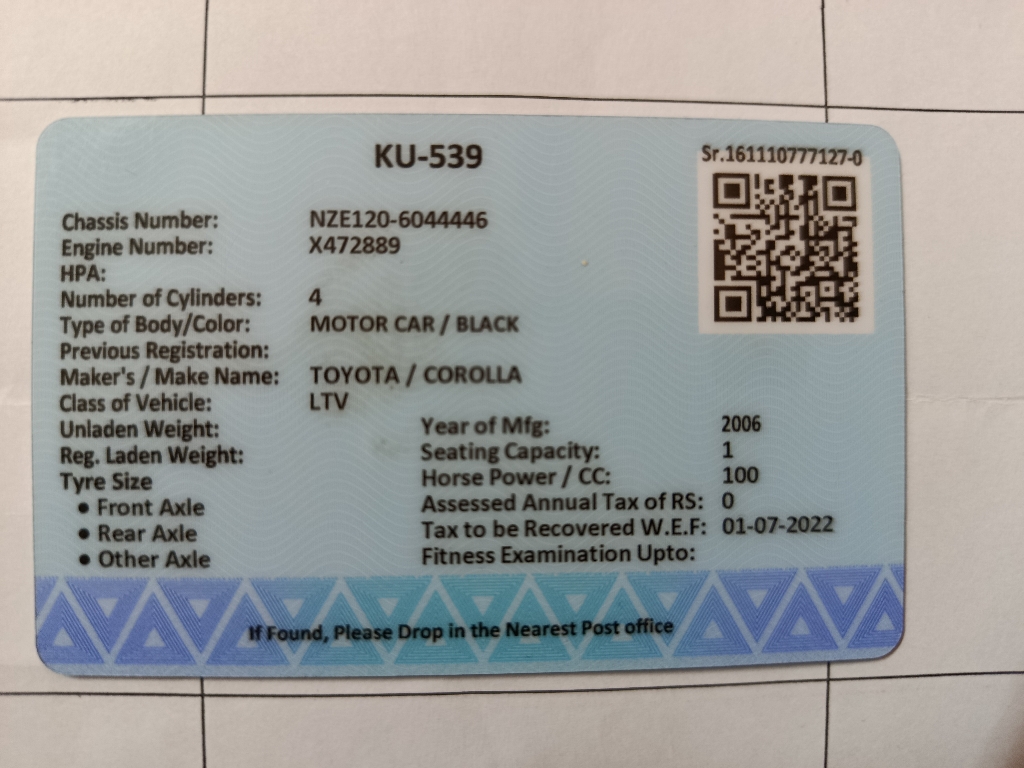 KU-539
Sr.161110777127-0
Chassis Number: NZE120-6044446
Engine Number: X472889
HPA:
Number of Cylinders: 4
Type of Body/Color: MOTOR CAR / BLACK
Previous Registration:
Maker's / Make Name: TOYOTA / COROLLA
Class of Vehicle: LTV
Unladen Weight: Year of Mfg: 2006
Reg. Laden Weight: Seating Capacity: 1
Tyre Size Horse Power / CC: 100
• Front Axle Assessed Annual Tax of RS: 0
• Rear Axle Tax to be Recovered W.E.F: 01-07-2022
• Other Axle Fitness Examination Upto:
If Found, Please Drop in the Nearest Post office